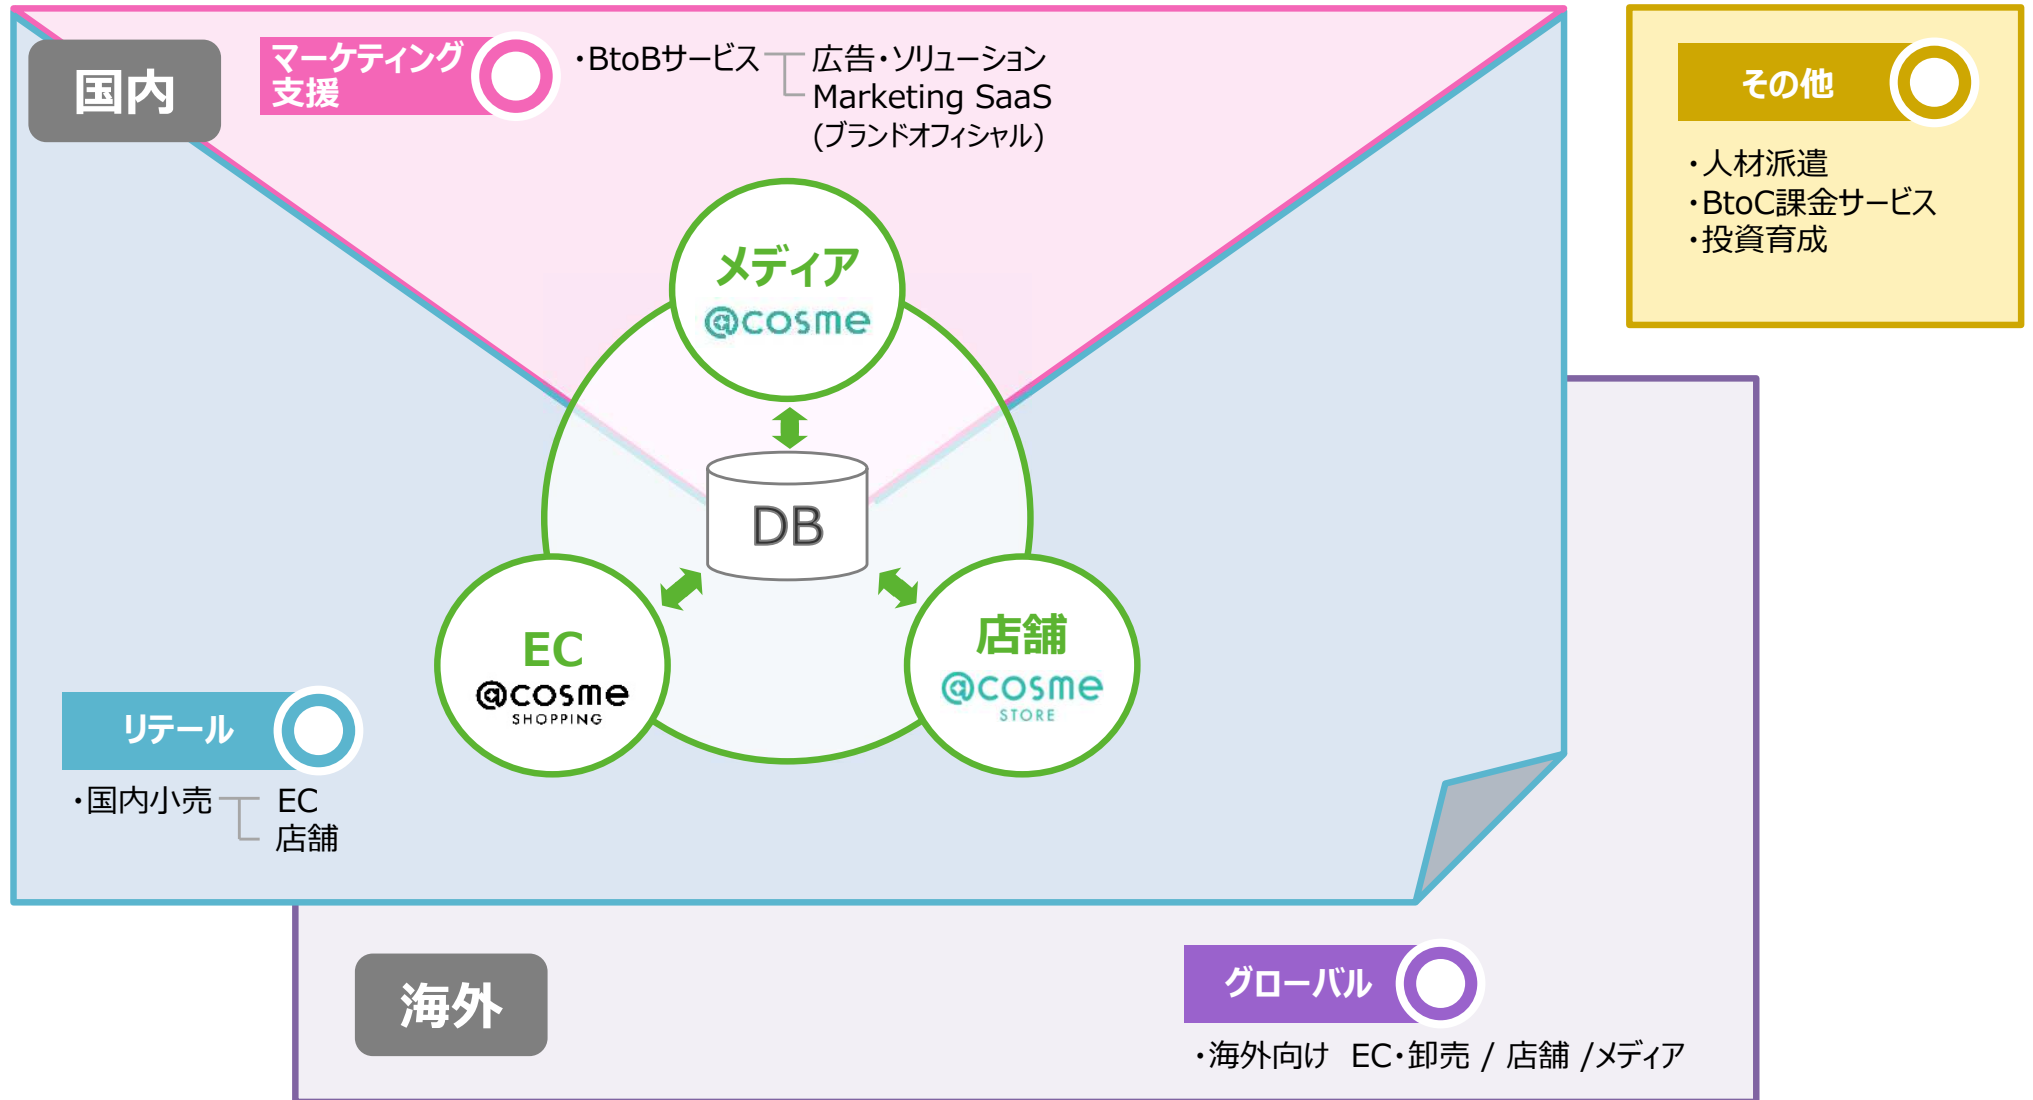 国内
マーケティング
支援
・BtoBサービス
広告・ソリューション
Marketing SaaS
(ブランドオフィシャル)
その他
・人材派遣
・BtoC課金サービス
・投資育成
メディア
@cosme
DB
EC
@cosme
SHOPPING
店舗
@cosme
STORE
リテール
・国内小売
EC
店舗
海外
グローバル
・海外向け EC・卸売 / 店舗 /メディア